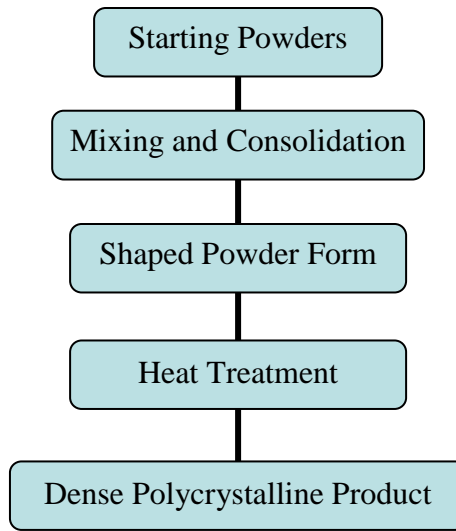 Starting Powders
Mixing and Consolidation
Shaped Powder Form
Heat Treatment
Dense Polycrystalline Product